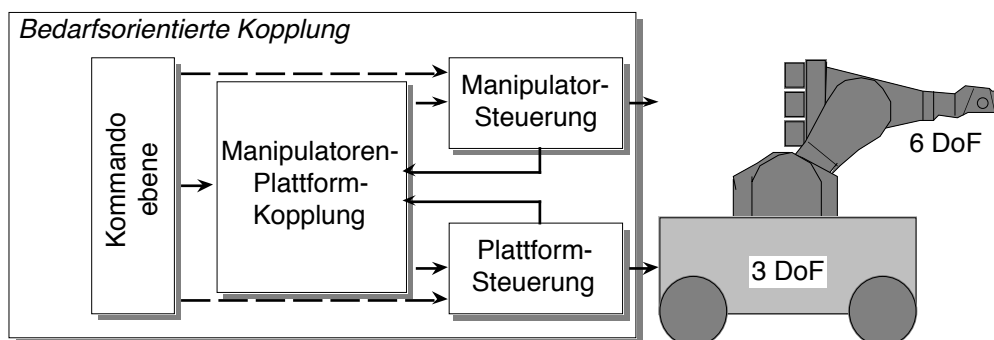 Bedarfsorientierte Kopplung
Kommando
ebene
Manipulatoren-
Plattform-
Kopplung
Manipulator-
Steuerung
Plattform-
Steuerung
6 DoF
3 DoF